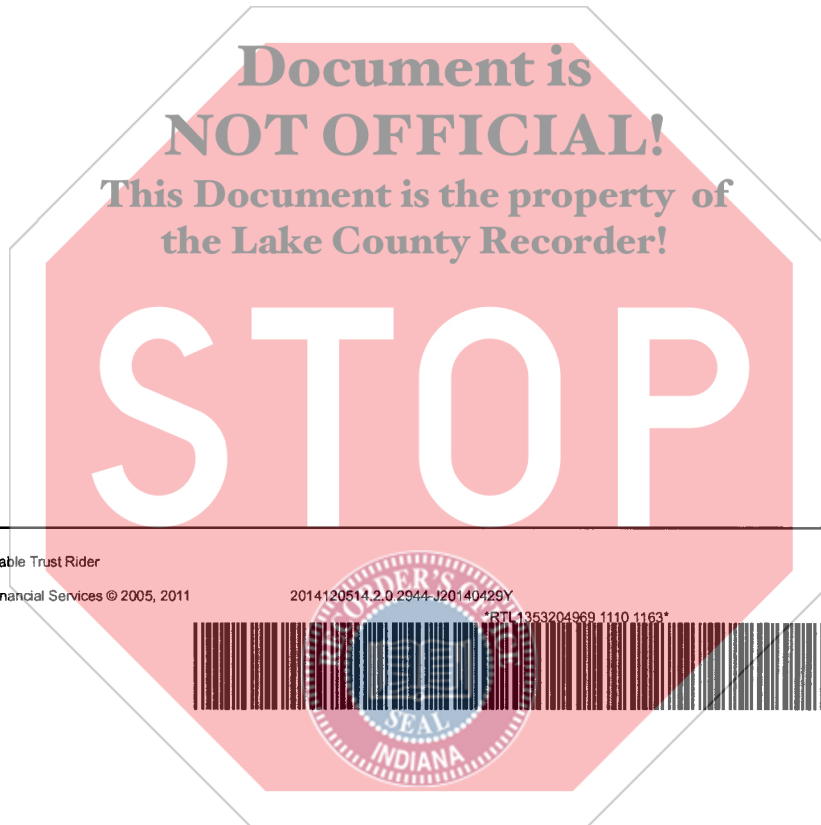 Document is
NOT OFFICIAL!
This Document is the property of
the Lake County Recorder!
STOP
able Trust Rider
nancial Services © 2005, 2011 2014120514.2.0.2944-J20140429Y
*RTL1353204969 1110 1163*
RECORDER'S OFFICE
SEAL
INDIANA